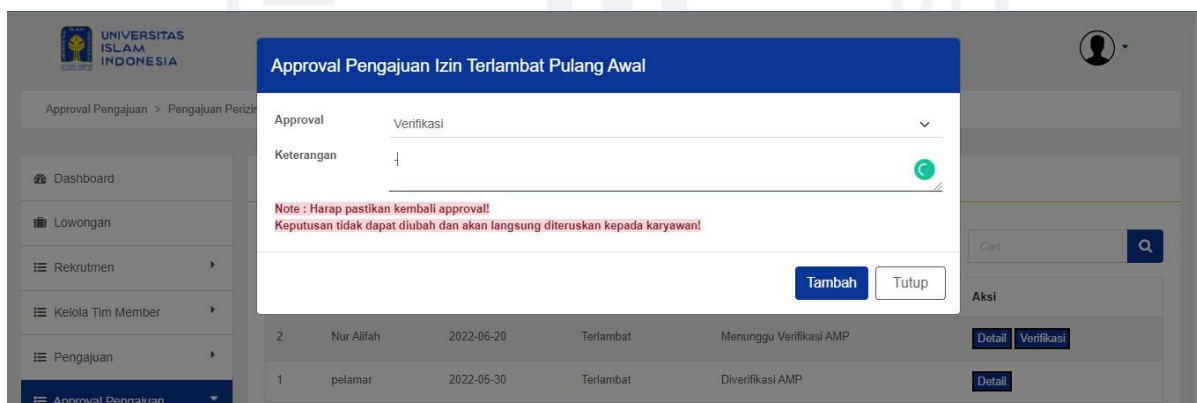 UNIVERSITAS
ISLAM
INDONESIA
Approval Pengajuan > Pengajuan Perizin
Approval Pengajuan Izin Terlambat Pulang Awal
Approval Verifikasi
Keterangan -
Note : Harap pastikan kembali approval!
Keputusan tidak dapat diubah dan akan langsung diteruskan kepada karyawan!
Tambah Tutup
Dashboard
Lowongan
Rekrutmen
Kelola Tim Member
Pengajuan
Approval Pengajuan
Cari
Aksi
2 Nur Alifah 2022-06-20 Terlambat Menunggu Verifikasi AMP Detail Verifikasi
1 pelamar 2022-05-30 Terlambat Diverifikasi AMP Detail